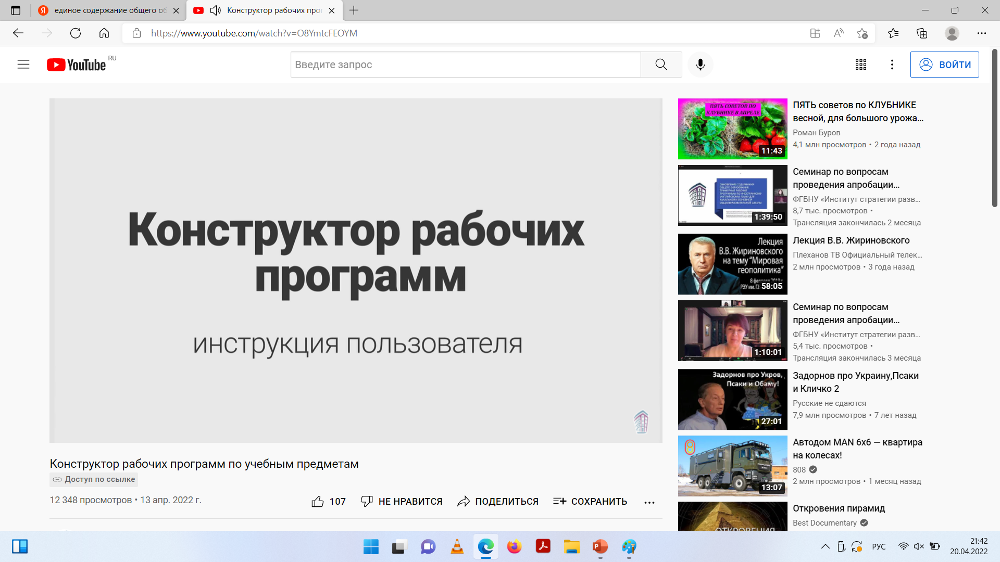 единое содержание общего об
Конструктор рабочих прог
https://www.youtube.com/watch?v=O8YmtcFEOYM
YouTube RU
Введите запрос
ВОЙТИ
Конструктор рабочих
программ
инструкция пользователя
Конструктор рабочих программ по учебным предметам
Доступ по ссылке
12 348 просмотров • 13 апр. 2022 г.
107
НЕ НРАВИТСЯ
ПОДЕЛИТЬСЯ
СОХРАНИТЬ
ПЯТЬ СОВЕТОВ ПО
КЛУБНИКЕ В АПРЕЛЕ
11:43
ПЯТЬ советов по КЛУБНИКЕ
весной, для большого урожа...
Роман Буров
4,1 млн просмотров • 2 года назад
1:39:50
Семинар по вопросам
проведения апробации...
ФГБНУ «Институт стратегии разв...
8,7 тыс. просмотров •
Трансляция закончилась 2 месяца
Лекция
В.В. Жириновского
на тему "Мировая
геополитика"
58:05
Лекция В.В. Жириновского
Плеханов ТВ Официальный телек...
2 млн просмотров • 3 года назад
1:10:01
Семинар по вопросам
проведения апробации...
ФГБНУ «Институт стратегии разв...
5,4 тыс. просмотров •
Трансляция закончилась 3 месяца
Задорнов про Укров,
Псаки и Обаму!
27:01
Задорнов про Украину,Псаки
и Кличко 2
Русские не сдаются
7,9 млн просмотров • 7 лет назад
8
13:07
Автодом MAN 6x6 — квартира
на колесах!
808
2 млн просмотров • 1 месяц назад
ОТКРОВЕНИЯ
Откровения пирамид
Best Documentary
РУС
21:42
20.04.2022